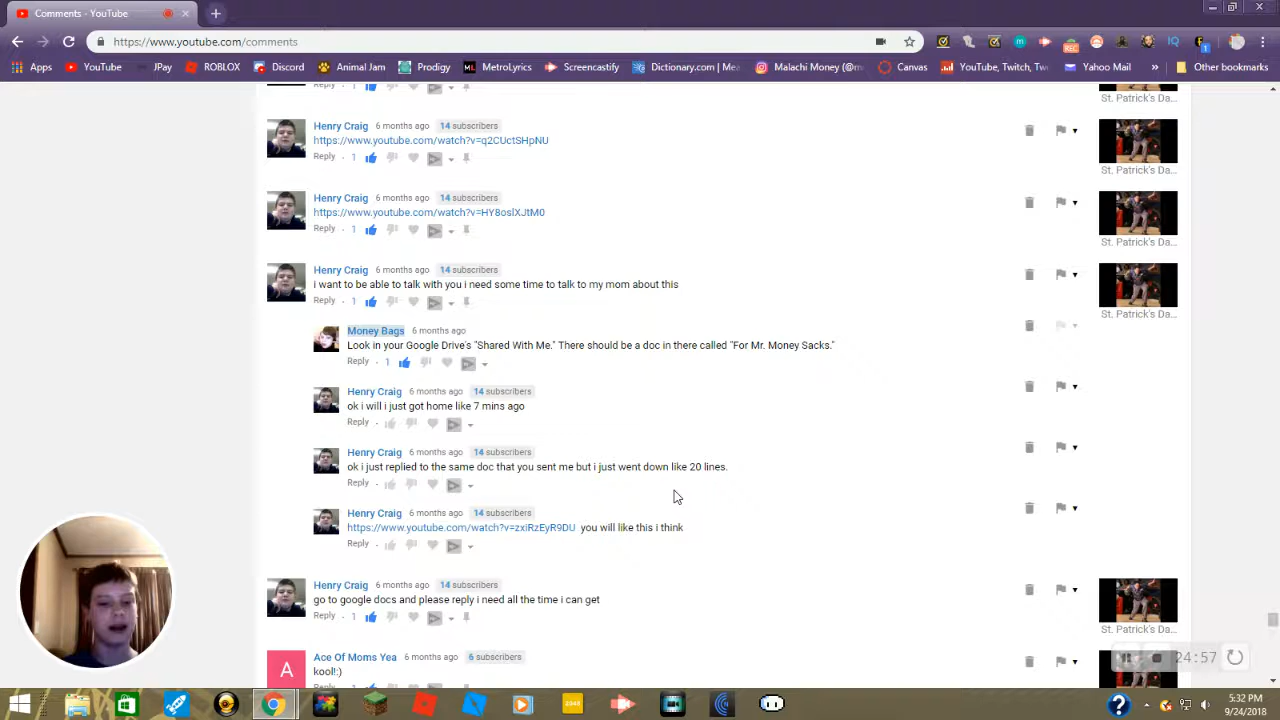 Comments - YouTube
https://www.youtube.com/comments
Apps YouTube JPay ROBLOX Discord Animal Jam Prodigy MetroLyrics Screencastify Dictionary.com | Mea Malachi Money (@m Canvas YouTube, Twitch, Tw Yahoo Mail » Other bookmarks
Reply · 1
St. Patrick's Da...
Henry Craig 6 months ago 14 subscribers
https://www.youtube.com/watch?v=q2CUctSHpNU
Reply · 1
St. Patrick's Da...
Henry Craig 6 months ago 14 subscribers
https://www.youtube.com/watch?v=HY8oslXJtM0
Reply · 1
St. Patrick's Da...
Henry Craig 6 months ago 14 subscribers
i want to be able to talk with you i need some time to talk to my mom about this
Reply · 1
St. Patrick's Da...
Money Bags 6 months ago
Look in your Google Drive's "Shared With Me." There should be a doc in there called "For Mr. Money Sacks."
Reply · 1
Henry Craig 6 months ago 14 subscribers
ok i will i just got home like 7 mins ago
Reply ·
Henry Craig 6 months ago 14 subscribers
ok i just replied to the same doc that you sent me but i just went down like 20 lines.
Reply ·
Henry Craig 6 months ago 14 subscribers
https://www.youtube.com/watch?v=zxiRzEyR9DU you will like this i think
Reply ·
Henry Craig 6 months ago 14 subscribers
go to google docs and please reply i need all the time i can get
Reply · 1
St. Patrick's Da...
A
Ace Of Moms Yea 6 months ago 6 subscribers
kool!:)
24:57
5:32 PM
9/24/2018